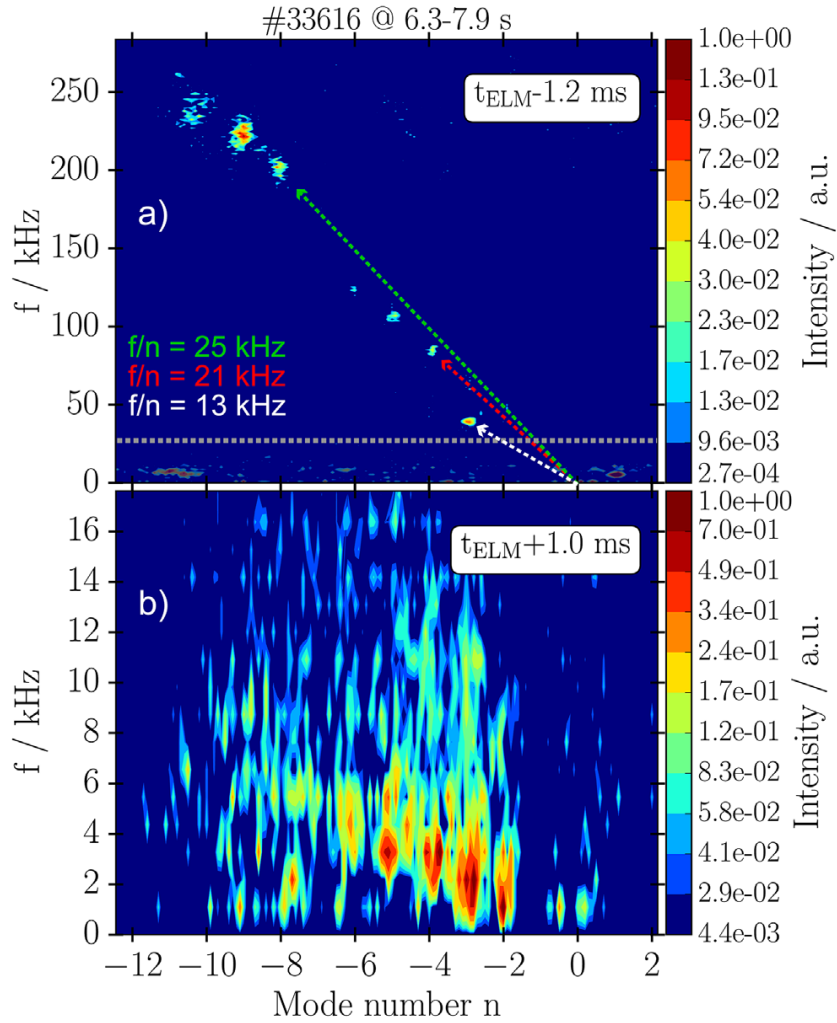 #33616 @ 6.3-7.9 s
t_ELM-1.2 ms
a)
f / kHz
250
200
150
100
50
0
f/n = 25 kHz
f/n = 21 kHz
f/n = 13 kHz
1.0e+00
1.3e-01
9.5e-02
7.2e-02
5.4e-02
4.0e-02
3.0e-02
2.3e-02
1.7e-02
1.3e-02
9.6e-03
2.7e-04
Intensity / a.u.
t_ELM+1.0 ms
b)
f / kHz
16
14
12
10
8
6
4
2
0
1.0e+00
7.0e-01
4.9e-01
3.4e-01
2.4e-01
1.7e-01
1.2e-01
8.3e-02
5.8e-02
4.1e-02
2.9e-02
4.4e-03
Intensity / a.u.
−12 −10 −8 −6 −4 −2 0 2
Mode number n